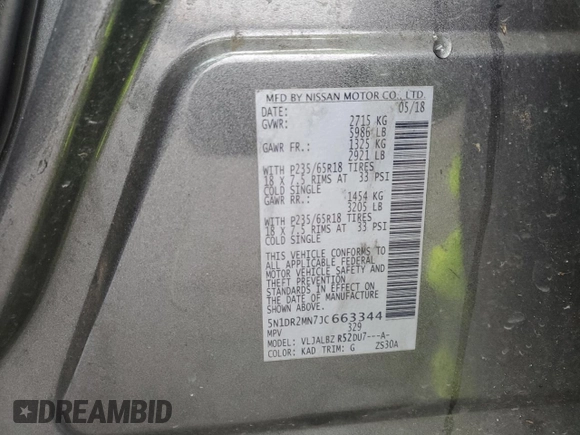 MFD BY NISSAN MOTOR CO., LTD.
DATE: 05/18
GVWR: 2715 KG
5986 LB
GAWR FR.: 1325 KG
2921 LB
WITH P235/65R18 TIRES
18 X 7.5 RIMS AT 33 PSI
COLD SINGLE
GAWR RR.: 1454 KG
3205 LB
WITH P235/65R18 TIRES
18 X 7.5 RIMS AT 33 PSI
COLD SINGLE
THIS VEHICLE CONFORMS TO
ALL APPLICABLE FEDERAL
MOTOR VEHICLE SAFETY AND
THEFT PREVENTION
STANDARDS IN EFFECT ON
THE DATE OF MANUFACTURE
SHOWN ABOVE.
5N1DR2MN7JC663344
MPV 329
MODEL: VLJALBZ R52DU7---A-
COLOR: KAD TRIM: G ZS30A
DREAMBID